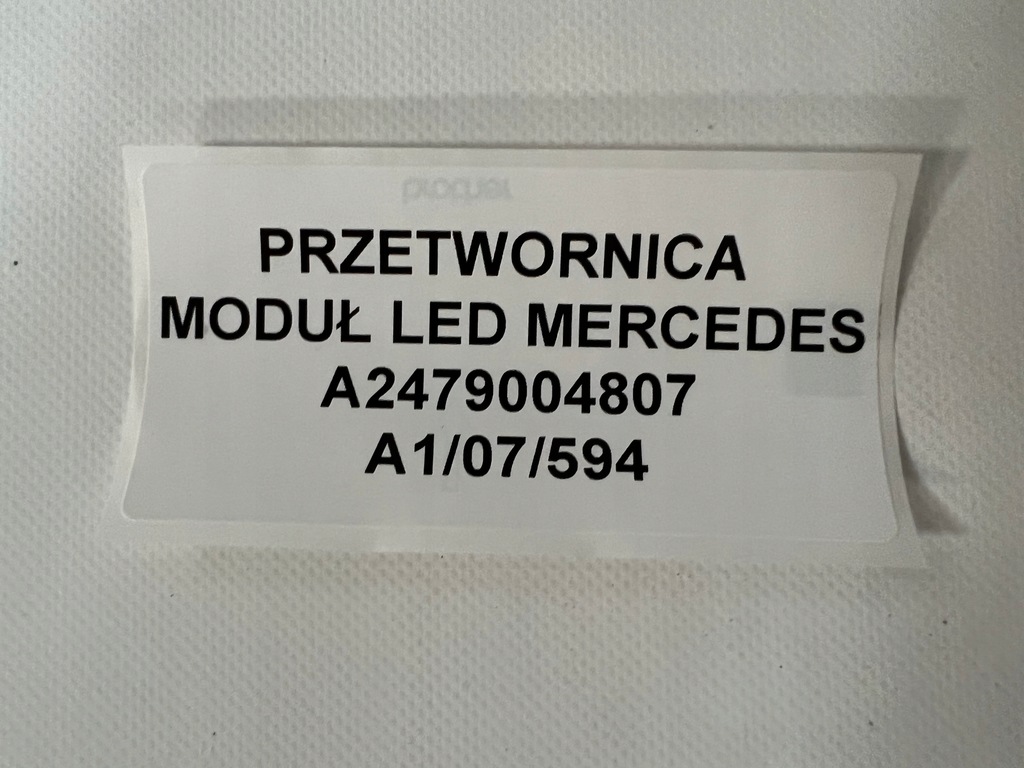 PRZETWORNICA
MODUŁ LED MERCEDES
A2479004807
A1/07/594